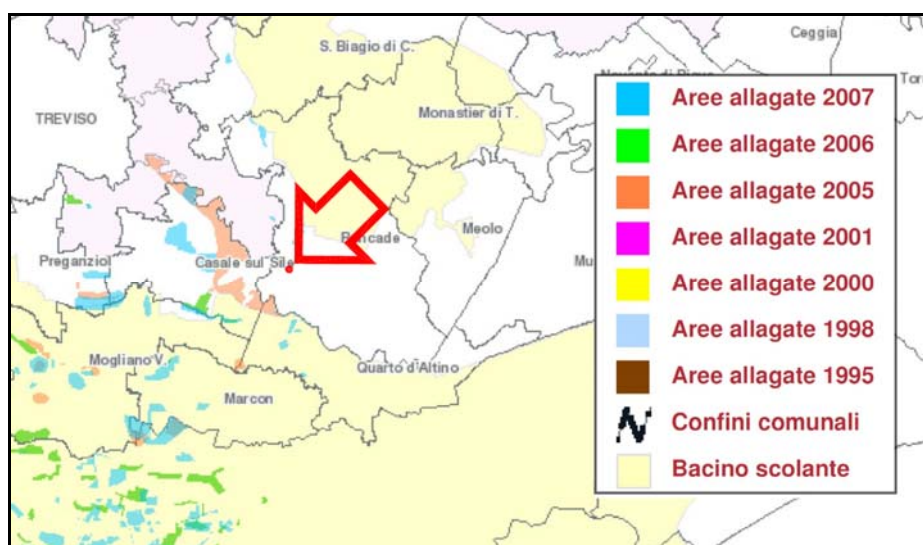 S. Biagio di C.
Ceggia
Monastier di T.
TREVISO
Meolo
Preganziol
Casale sul Sile
Mogliano V.
Quarto d'Altino
Marcon
Aree allagate 2007
Aree allagate 2006
Aree allagate 2005
Aree allagate 2001
Aree allagate 2000
Aree allagate 1998
Aree allagate 1995
Confini comunali
Bacino scolante